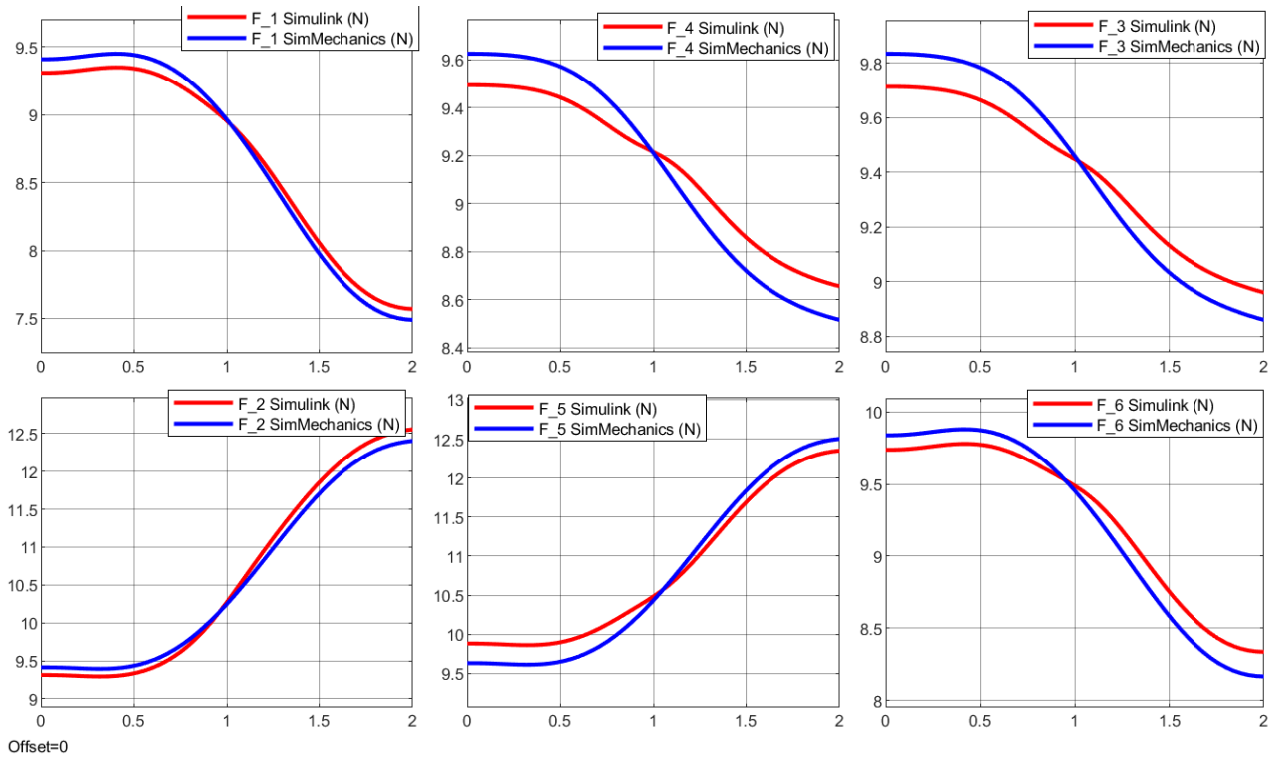 F_1 Simulink (N)
F_1 SimMechanics (N)
9.5
9
8.5
8
7.5
0 0.5 1 1.5 2
F_4 Simulink (N)
F_4 SimMechanics (N)
9.6
9.4
9.2
9
8.8
8.6
8.4
0 0.5 1 1.5 2
F_3 Simulink (N)
F_3 SimMechanics (N)
9.8
9.6
9.4
9.2
9
8.8
0 0.5 1 1.5 2
F_2 Simulink (N)
F_2 SimMechanics (N)
12.5
12
11.5
11
10.5
10
9.5
9
0 0.5 1 1.5 2
F_5 Simulink (N)
F_5 SimMechanics (N)
13
12.5
12
11.5
11
10.5
10
9.5
0 0.5 1 1.5 2
F_6 Simulink (N)
F_6 SimMechanics (N)
10
9.5
9
8.5
8
0 0.5 1 1.5 2
Offset=0